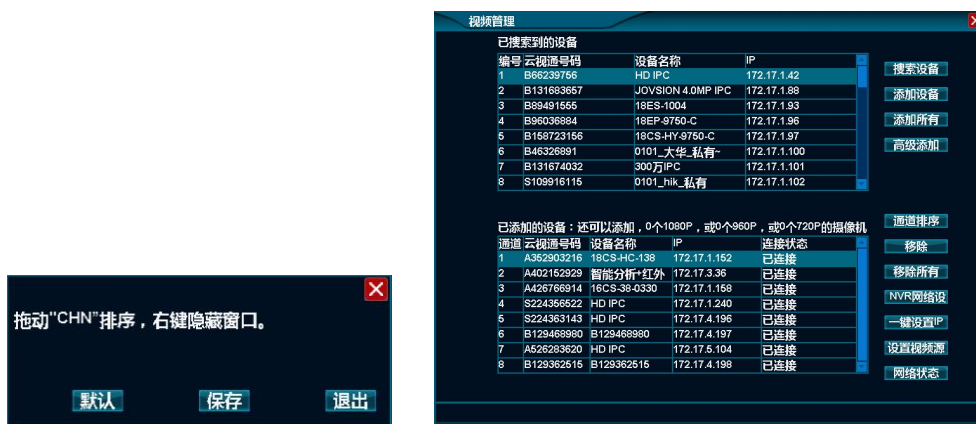 拖动"CHN"排序，右键隐藏窗口。
默认 保存 退出
视频管理
已搜索到的设备
编号 云视通号码 设备名称 IP
1 B66239756 HD IPC 172.17.1.42
2 B131683657 JOVSION 4.0MP IPC 172.17.1.88
3 B89491555 18ES-1004 172.17.1.93
4 B96036884 18EP-9750-C 172.17.1.96
5 B158723156 18CS-HY-9750-C 172.17.1.97
6 B46326891 0101_大华_私有~ 172.17.1.100
7 B131674032 300万IPC 172.17.1.101
8 S109916115 0101_hik_私有 172.17.1.102
搜索设备
添加设备
添加所有
高级添加
已添加的设备：还可以添加，0个1080P，或0个960P，或0个720P的摄像机
通道 云视通号码 设备名称 IP 连接状态
1 A352903216 18CS-HC-138 172.17.1.152 已连接
2 A402152929 智能分析+红外 172.17.3.36 已连接
3 A426766914 16CS-38-0330 172.17.1.158 已连接
4 S224356522 HD IPC 172.17.1.240 已连接
5 S224363143 HD IPC 172.17.4.196 已连接
6 B129468980 B129468980 172.17.4.197 已连接
7 A526283620 HD IPC 172.17.5.104 已连接
8 B129362515 B129362515 172.17.4.198 已连接
通道排序
移除
移除所有
NVR网络设
一键设置IP
设置视频源
网络状态